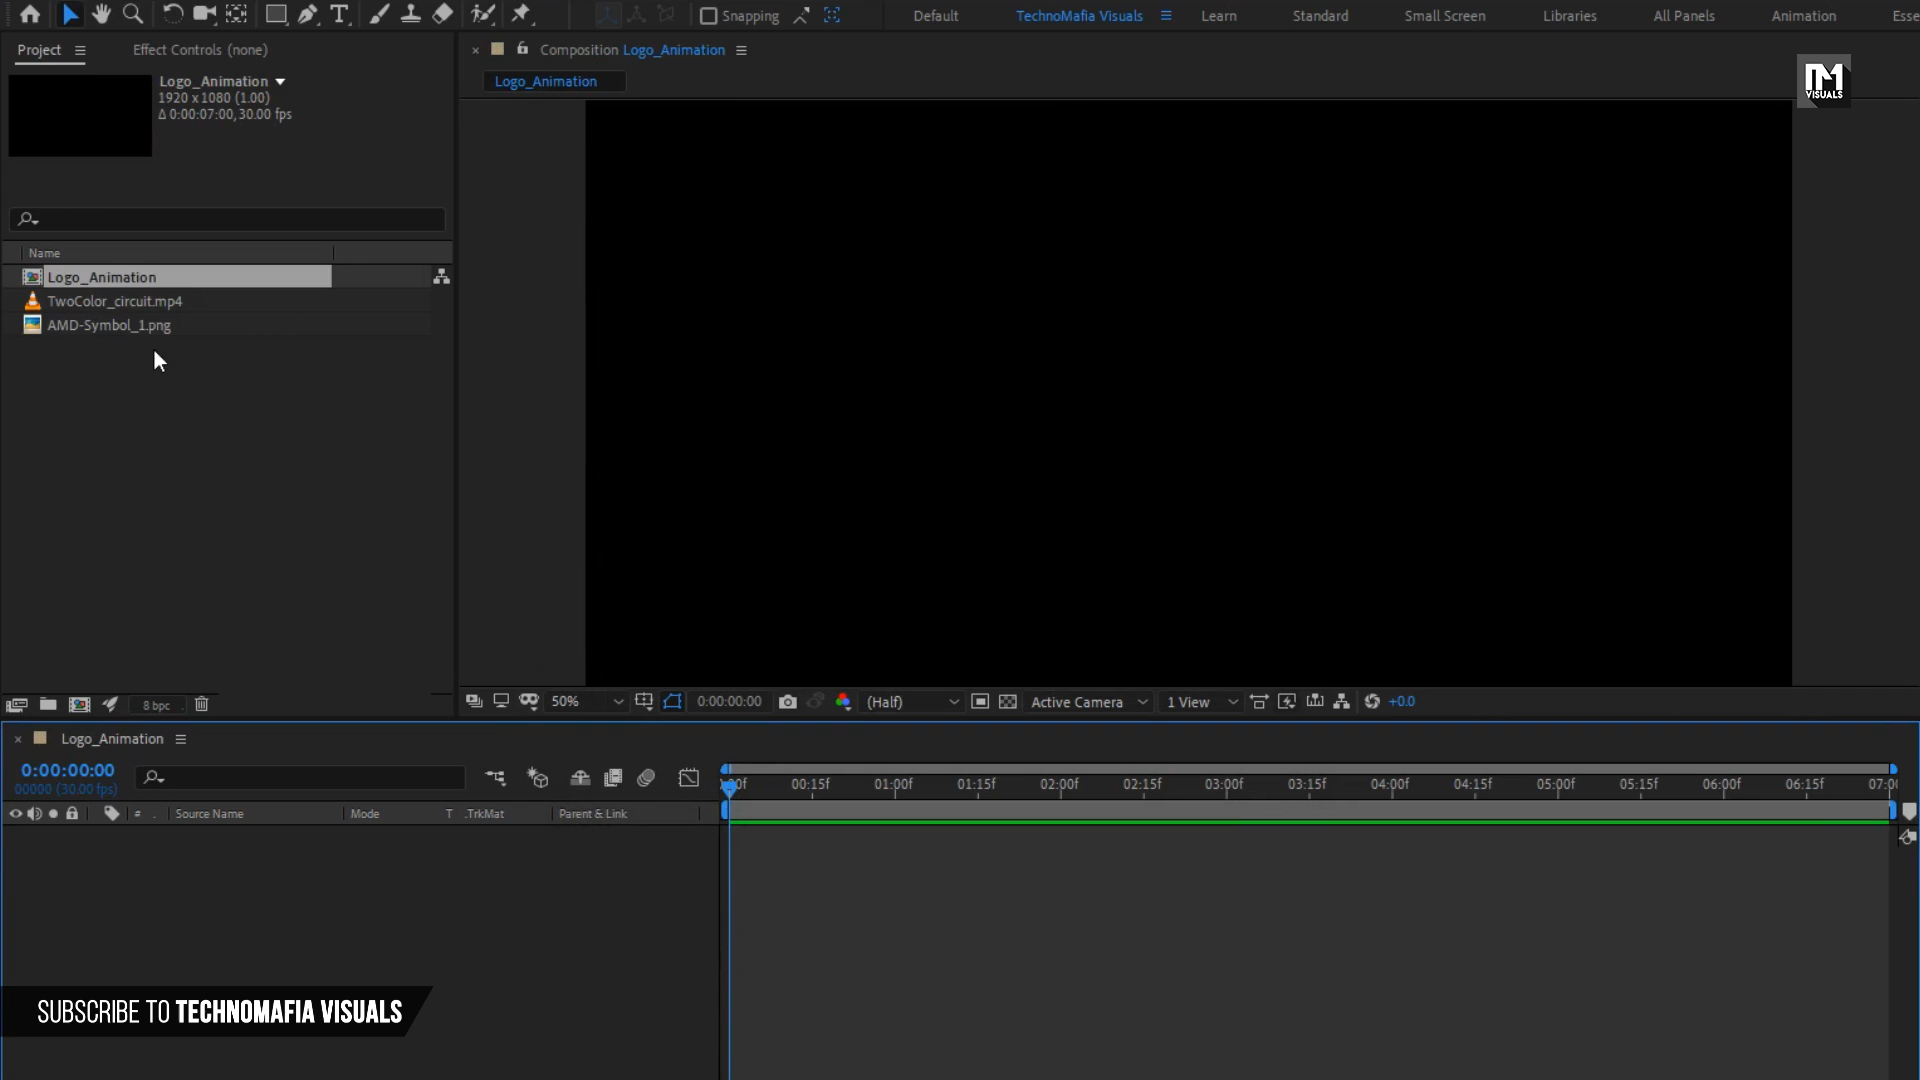 Snapping
Default
TechnoMafia Visuals
Learn
Standard
Small Screen
Libraries
All Panels
Animation
Esse
Project
Effect Controls (none)
Composition Logo_Animation
Logo_Animation
1920 x 1080 (1.00)
Δ 0:00:07:00, 30.00 fps
Logo_Animation
TM
VISUALS
Name
Logo_Animation
TwoColor_circuit.mp4
AMD-Symbol_1.png
8 bpc
50%
0:00:00:00
(Half)
Active Camera
1 View
+0.0
Logo_Animation
0:00:00:00
00000 (30.00 fps)
00f
00:15f
01:00f
01:15f
02:00f
02:15f
03:00f
03:15f
04:00f
04:15f
05:00f
05:15f
06:00f
06:15f
07:00
#
Source Name
Mode
T .TrkMat
Parent & Link
SUBSCRIBE TO TECHNOMAFIA VISUALS